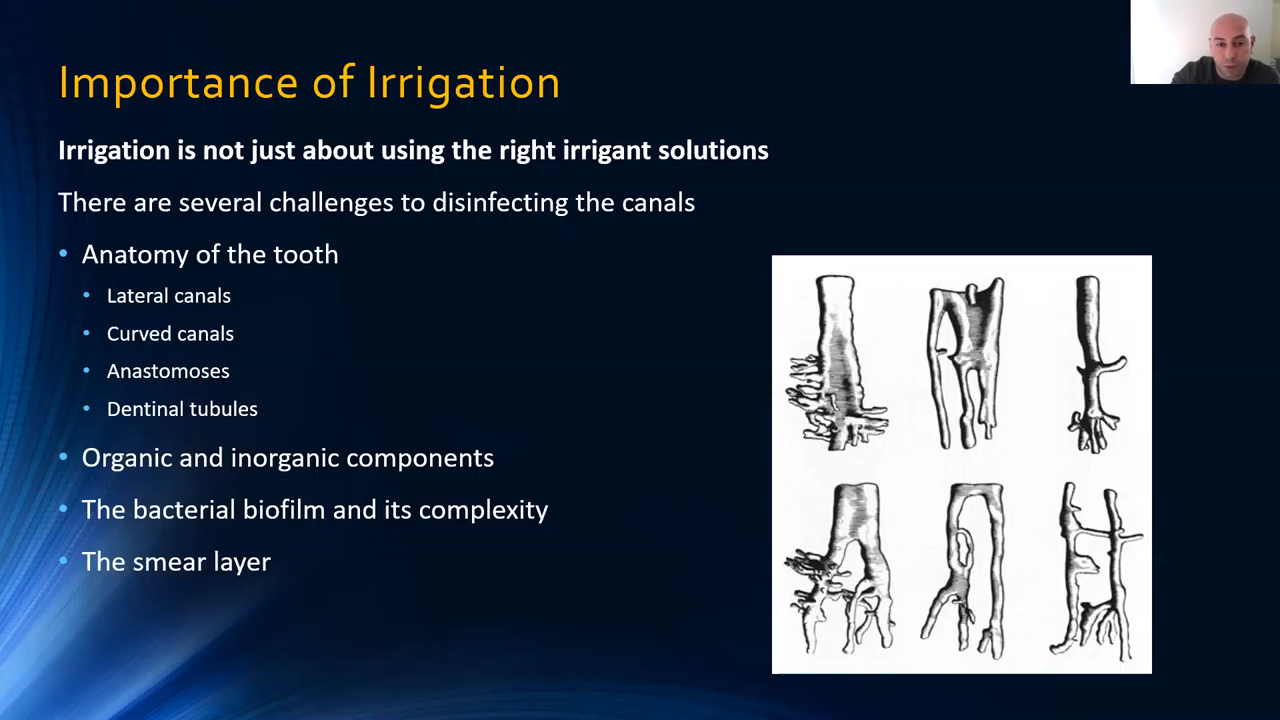 Importance of Irrigation
Irrigation is not just about using the right irrigant solutions
There are several challenges to disinfecting the canals
• Anatomy of the tooth
• Lateral canals
• Curved canals
• Anastomoses
• Dentinal tubules
• Organic and inorganic components
• The bacterial biofilm and its complexity
• The smear layer